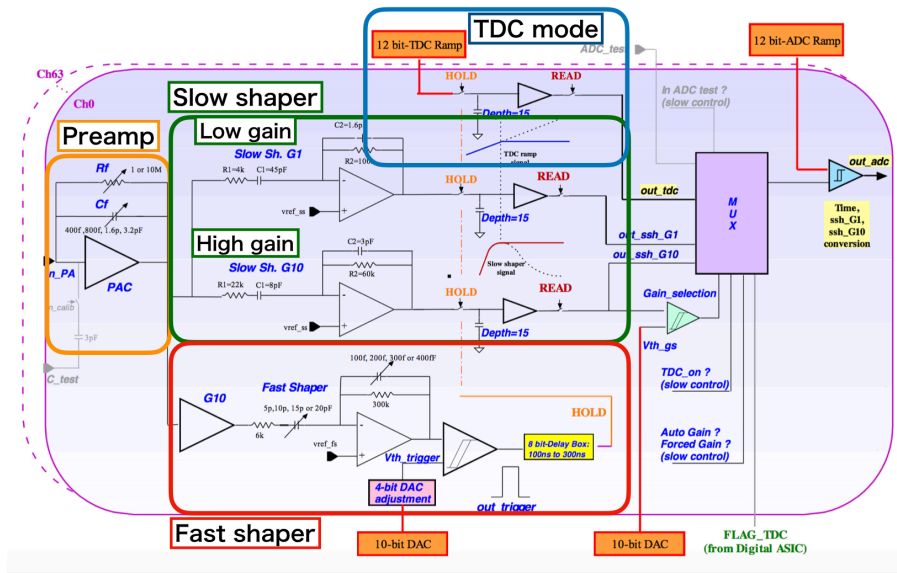 TDC mode
12 bit-TDC Ramp
12 bit-ADC Ramp
ADC_test
Ch63
Ch0
HOLD
READ
Slow shaper
In ADC test ?
(slow control)
Depth=15
Preamp
Low gain
C2=1.6p
Slow Sh. G1
TDC ramp
signal
R1=4k
C1=45pF
R2=100
Rf
1 or 10M
HOLD
READ
out_tdc
out_adc
Cf
vref_ss
Depth=15
M
U
X
Time,
ssh_G1,
ssh_G10
conversion
400f ,800f, 1.6p, 3.2pF
High gain
C2=3pF
out_ssh_G1
out_ssh_G10
Slow Sh. G10
R2=60k
Slow shaper
signal
n_PA
PAC
R1=22k
C1=8pF
HOLD
READ
Gain_selection
n_calib
vref_ss
Depth=15
3pF
Vth_gs
C_test
100f, 200f, 300f or 400fF
TDC_on ?
(slow control)
G10
Fast Shaper
5p,10p, 15p or 20pF
300k
HOLD
6k
vref_fs
Vth_trigger
8 bit-Delay Box:
100ns to 300ns
Auto Gain ?
Forced Gain ?
(slow control)
4-bit DAC
adjustment
out_trigger
Fast shaper
10-bit DAC
10-bit DAC
FLAG_TDC
(from Digital ASIC)